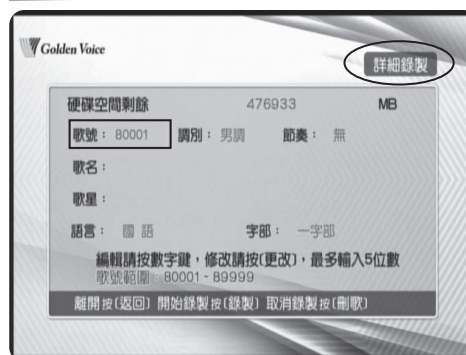 Golden Voice
詳細錄製
硬碟空間剩餘 476933 MB
歌號：80001 調別：男調 節奏：無
歌名：
歌星：
語言：國語 字部：一字部
編輯請按數字鍵，修改請按(更改)，最多輸入5位數
歌號範圍：80001-89999
離開按(返回) 開始錄製按(錄製) 取消錄製按(刪歌)